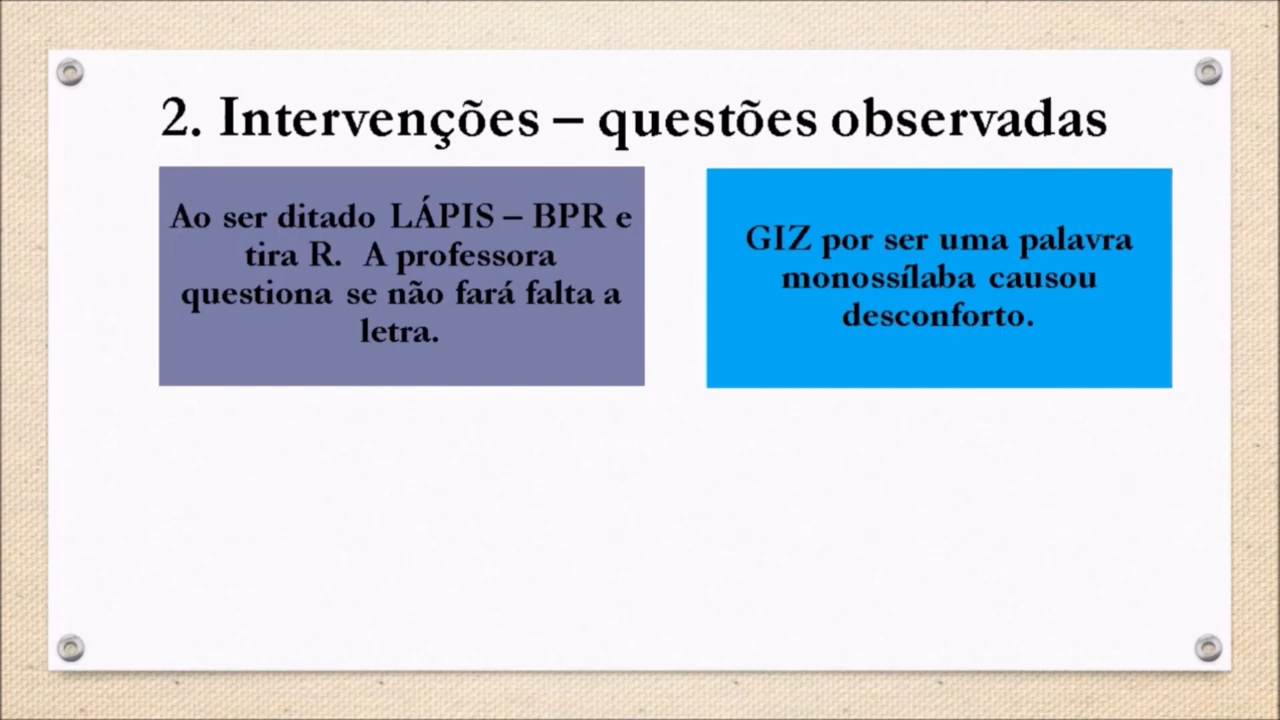 2. Intervenções – questões observadas
Ao ser ditado LÁPIS – BPR e
tira R. A professora
questiona se não fará falta a
letra.
GIZ por ser uma palavra
monossílaba causou
desconforto.